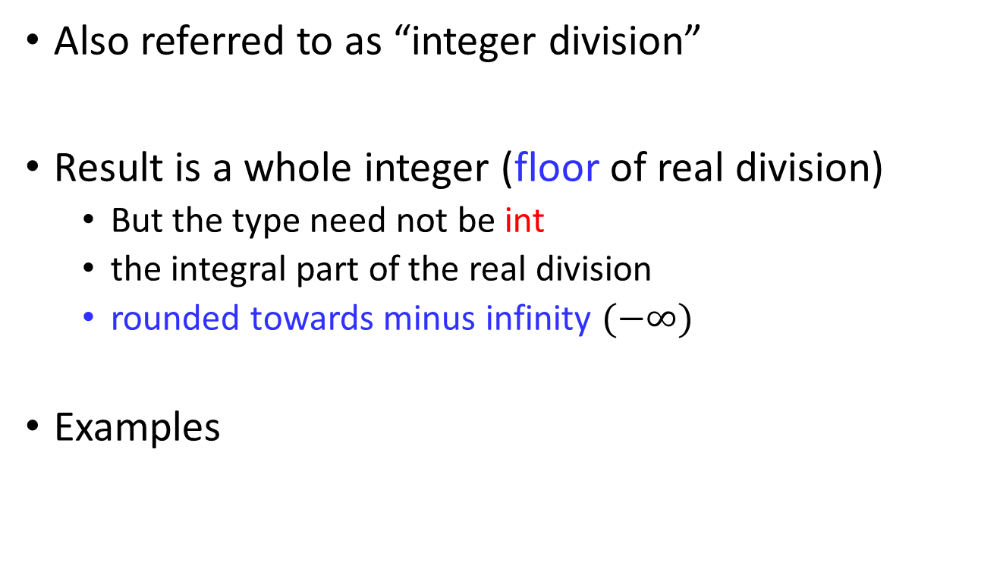 • Also referred to as “integer division”
• Result is a whole integer (floor of real division)
• But the type need not be int
• the integral part of the real division
• rounded towards minus infinity (−∞)
• Examples